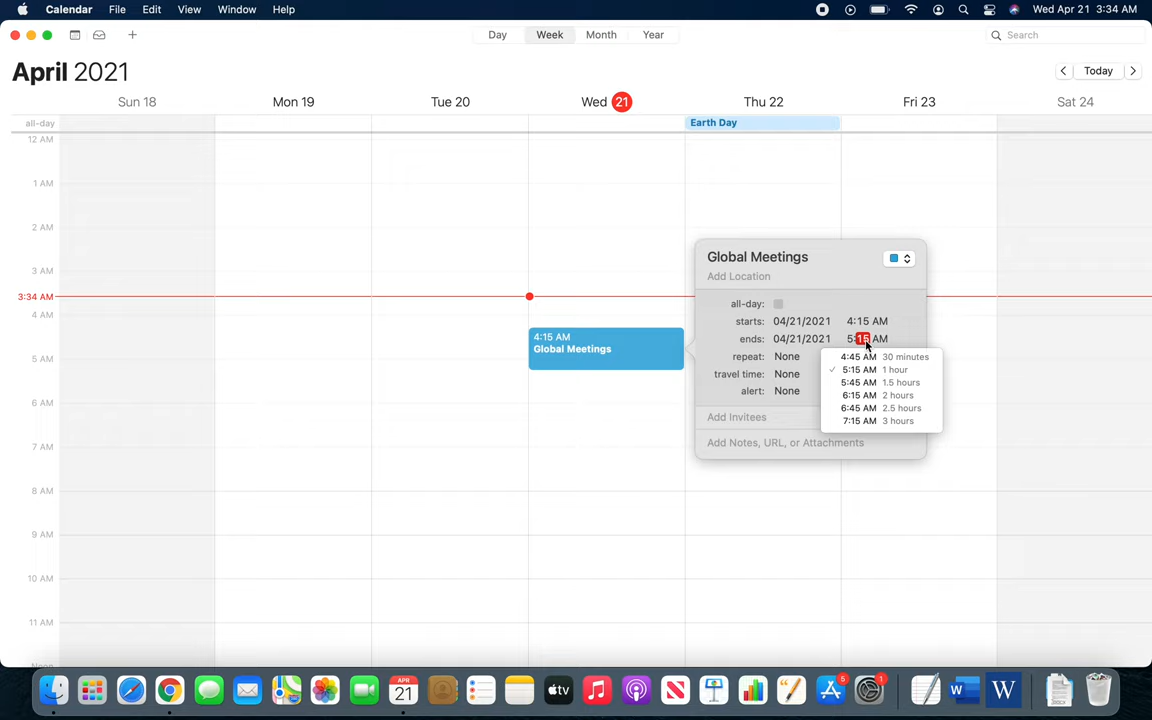 Calendar File Edit View Window Help Wed Apr 21 3:34 AM
Day Week Month Year Search
April 2021 Today
Sun 18 Mon 19 Tue 20 Wed 21 Thu 22 Fri 23 Sat 24
all-day Earth Day
12 AM
1 AM
2 AM
3 AM
3:34 AM
4 AM
5 AM
6 AM
7 AM
8 AM
9 AM
10 AM
11 AM
Noon
4:15 AM
Global Meetings
Global Meetings
Add Location
all-day:
starts: 04/21/2021 4:15 AM
ends: 04/21/2021 5:15 AM
repeat: None
travel time: None
alert: None
4:45 AM 30 minutes
5:15 AM 1 hour
5:45 AM 1.5 hours
6:15 AM 2 hours
6:45 AM 2.5 hours
7:15 AM 3 hours
Add Invitees
Add Notes, URL, or Attachments
APR
21
tv
5
1
W
W